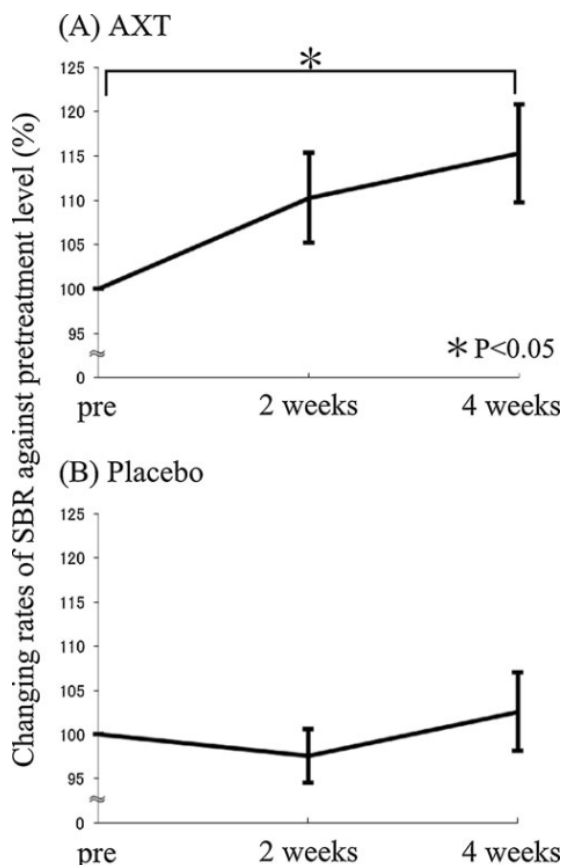 (A) AXT
Changing rates of SBR against pretreatment level (%)
125
120
115
110
105
100
95
0
*
* P<0.05
pre 2 weeks 4 weeks
(B) Placebo
125
120
115
110
105
100
95
0
pre 2 weeks 4 weeks